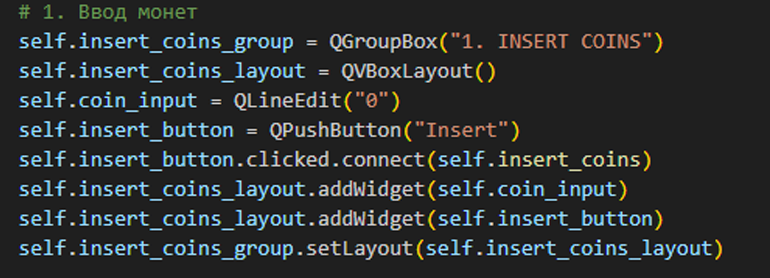 # 1. Ввод монет
self.insert_coins_group = QGroupBox("1. INSERT COINS")
self.insert_coins_layout = QVBoxLayout()
self.coin_input = QLineEdit("0")
self.insert_button = QPushButton("Insert")
self.insert_button.clicked.connect(self.insert_coins)
self.insert_coins_layout.addWidget(self.coin_input)
self.insert_coins_layout.addWidget(self.insert_button)
self.insert_coins_group.setLayout(self.insert_coins_layout)